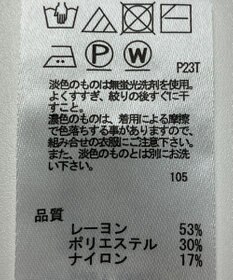 P W
P23T
淡色のものは無蛍光洗剤を使用。
よくすすぎ、絞りの後すぐに干
すこと。
濃色のものは、着用による摩擦
で色落ちする事がありますので、
組み合せの衣服にご注意下さい。
また、淡色のものとは別にお洗
い下さい。
105
品質
レーヨン 53%
ポリエステル 30%
ナイロン 17%